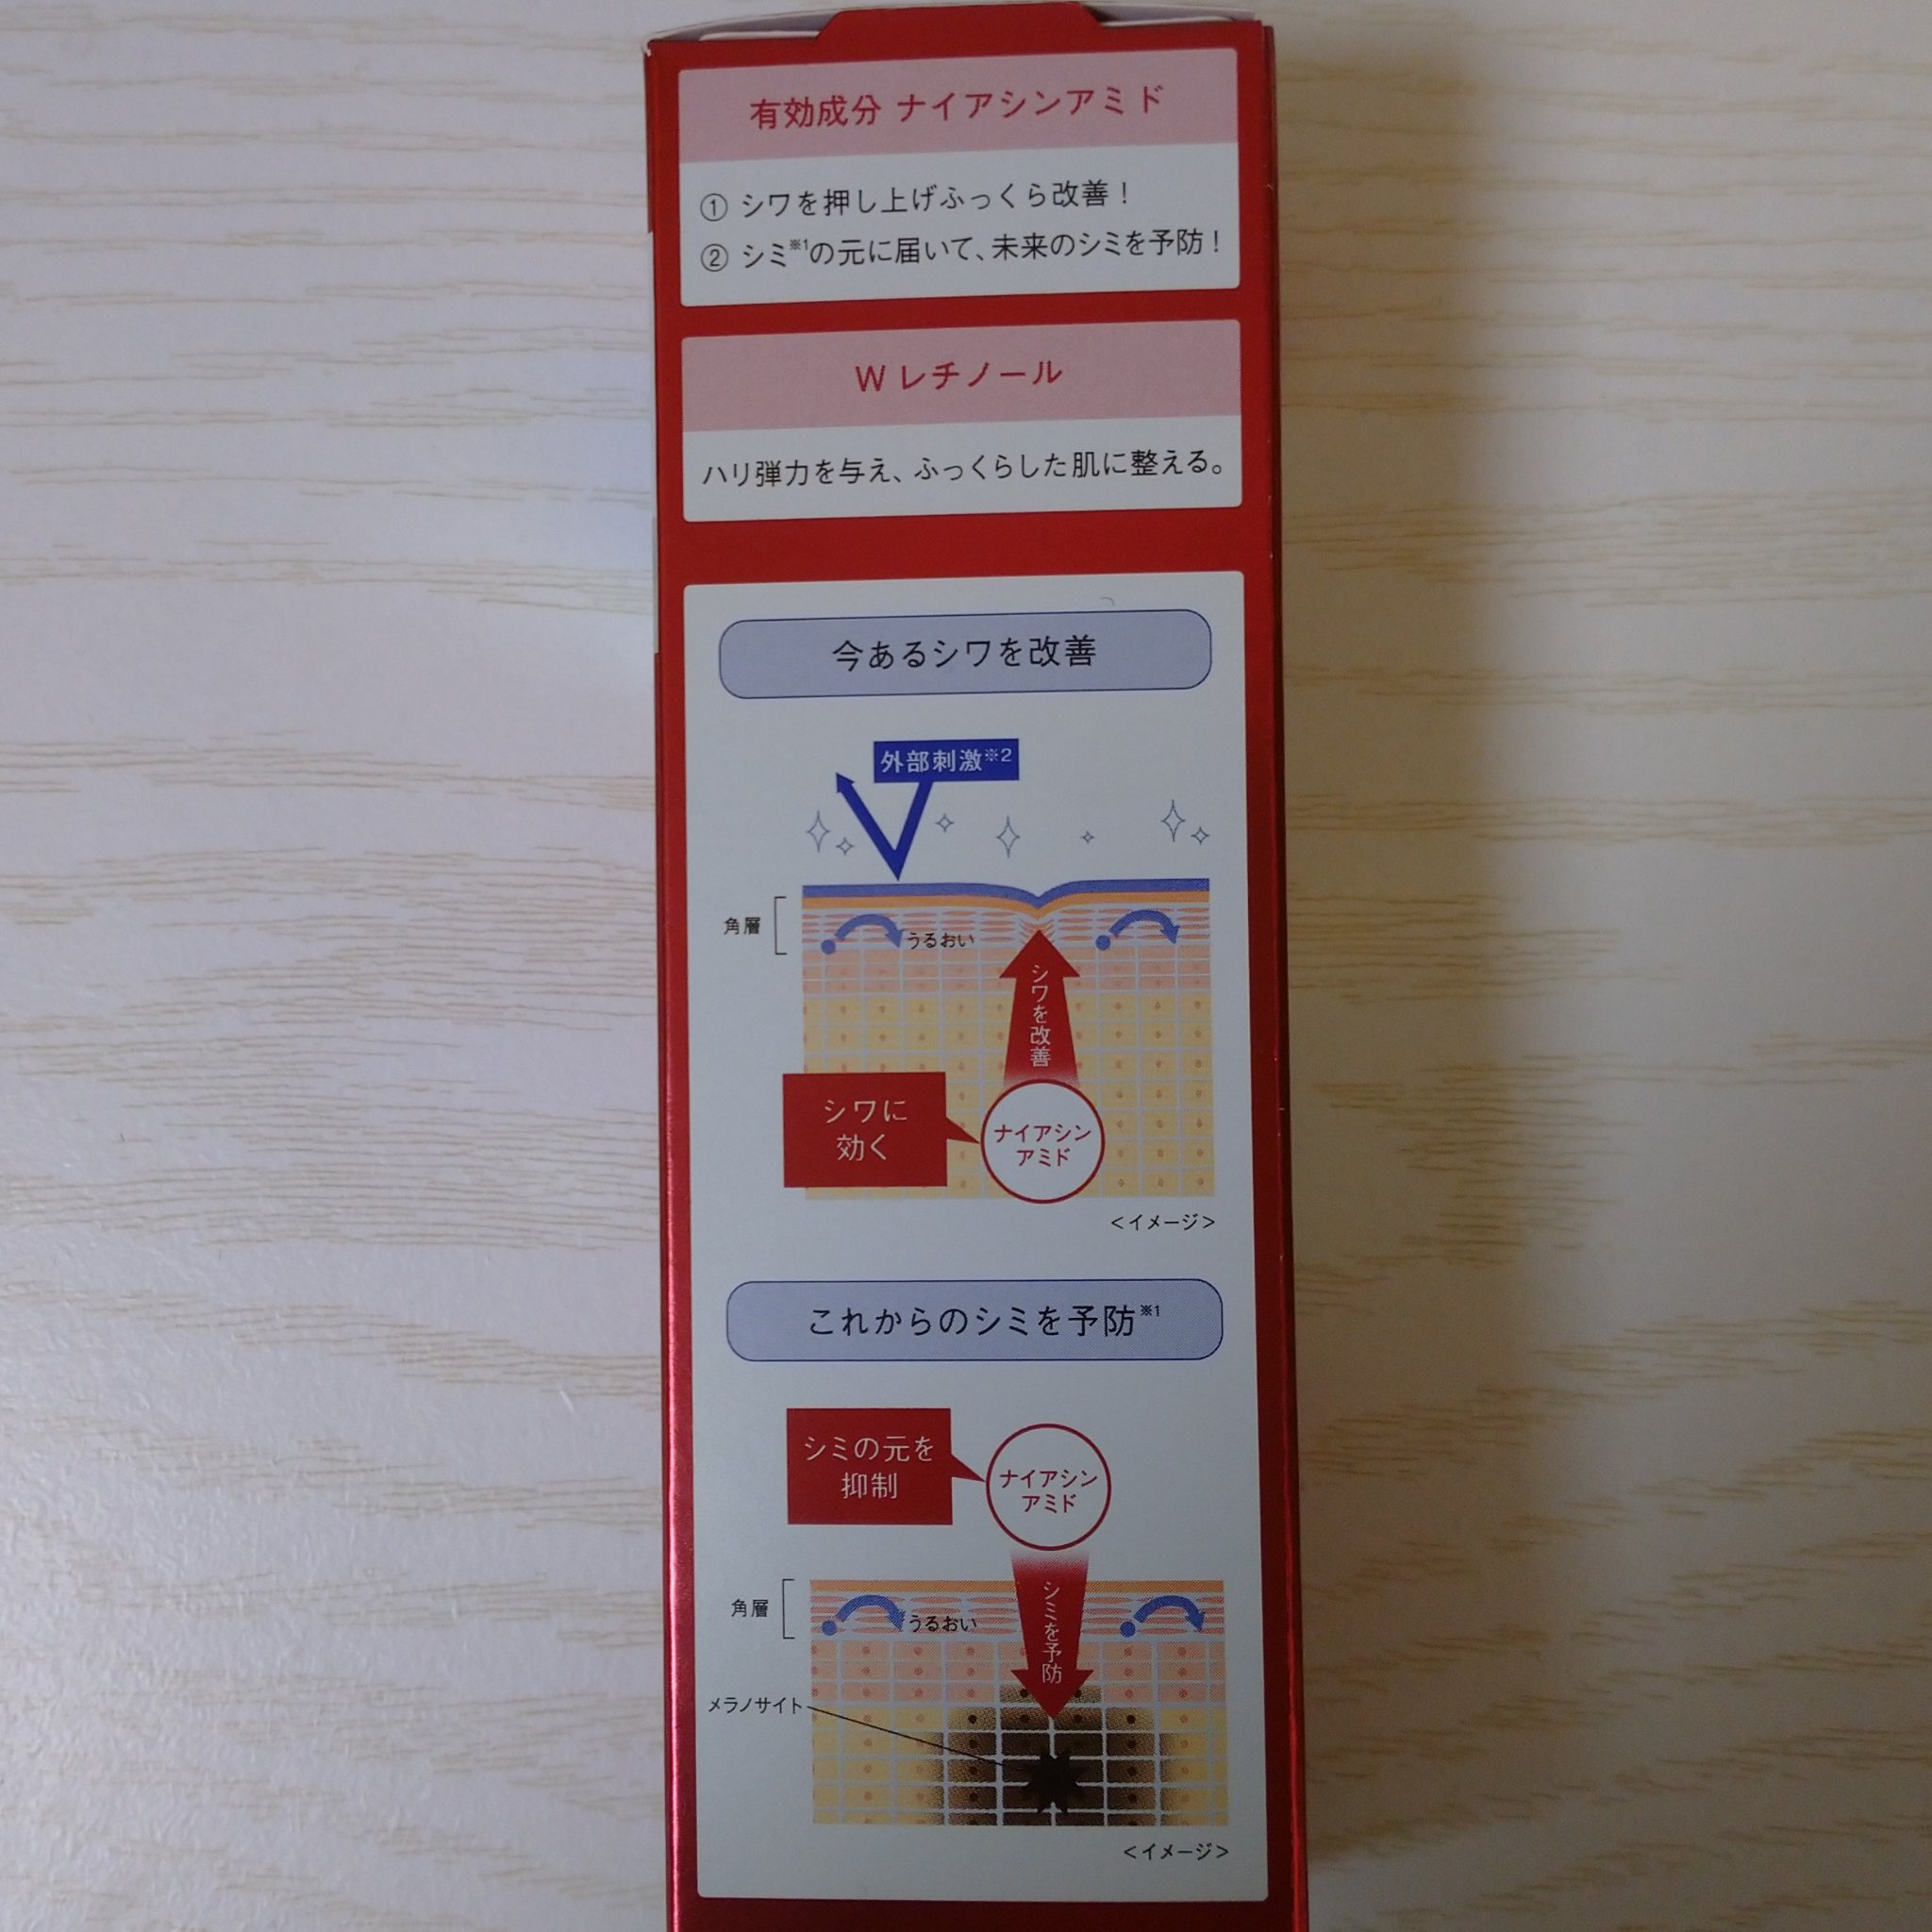 有効成分 ナイアシンアミド
① シワを押し上げふっくら改善！
② シミ※1の元に届いて、未来のシミを予防！
W レチノール
ハリ弾力を与え、ふっくらした肌に整える。
今あるシワを改善
外部刺激※2
角層
うるおい
シワを改善
シワに
効く
ナイアシン
アミド
＜イメージ＞
これからのシミを予防※1
シミの元を
抑制
ナイアシン
アミド
角層
うるおい
シミを予防
メラノサイト
＜イメージ＞